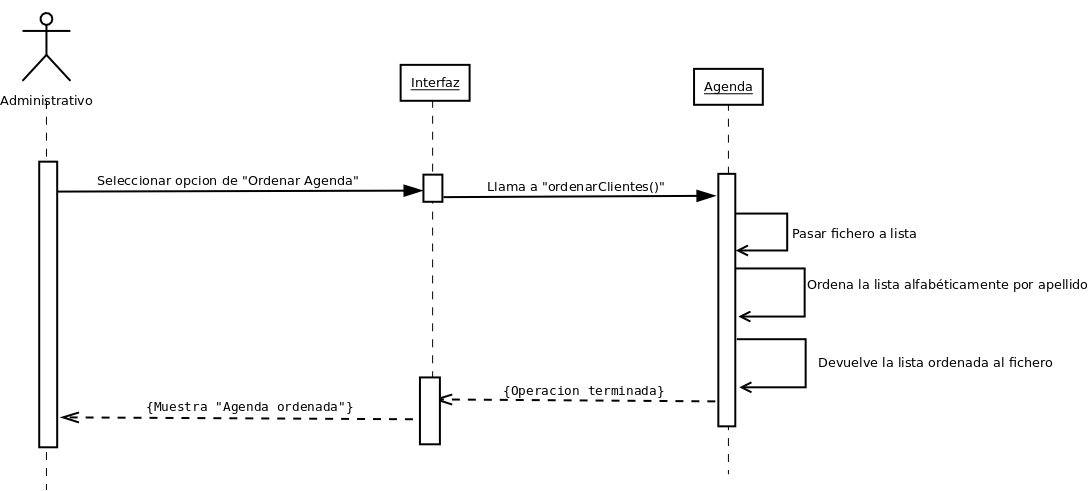 Administrativo
Interfaz
Agenda
Seleccionar opcion de "Ordenar Agenda"
Llama a "ordenarClientes()"
Pasar fichero a lista
Ordena la lista alfabéticamente por apellido
Devuelve la lista ordenada al fichero
{Operacion terminada}
{Muestra "Agenda ordenada"}